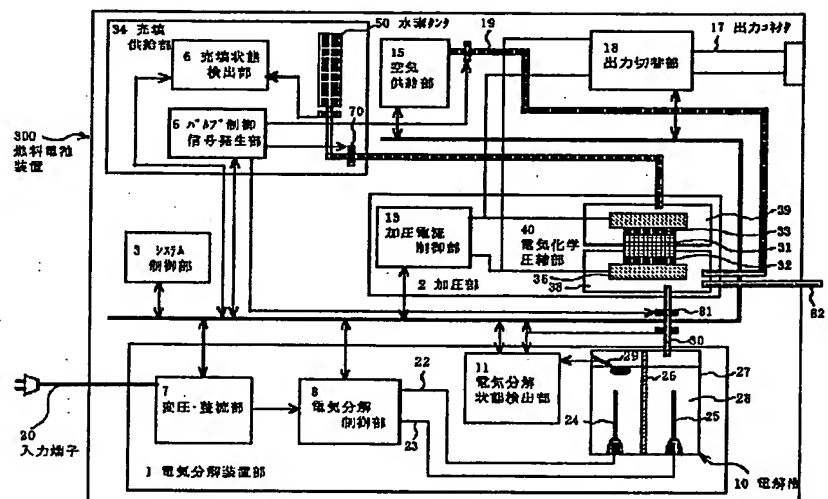 34 充填
供給部
50 水素タンク
6 充填状態
検出部
15
空気
供給部
19
18
出力切替部
17 出力コネクタ
5 バルブ制御
信号発生部
70
300
燃料電池
装置
13
加圧電流
制御部
40
電気化学
圧縮部
39
33
31
32
36
38
3 システム
制御部
2 加圧部
81
82
30
7
変圧・整流部
8
電気分解
制御部
22
23
11
電気分解
状態検出部
29
26
27
28
24
25
20
入力端子
1 電気分解装置部
10 電解槽